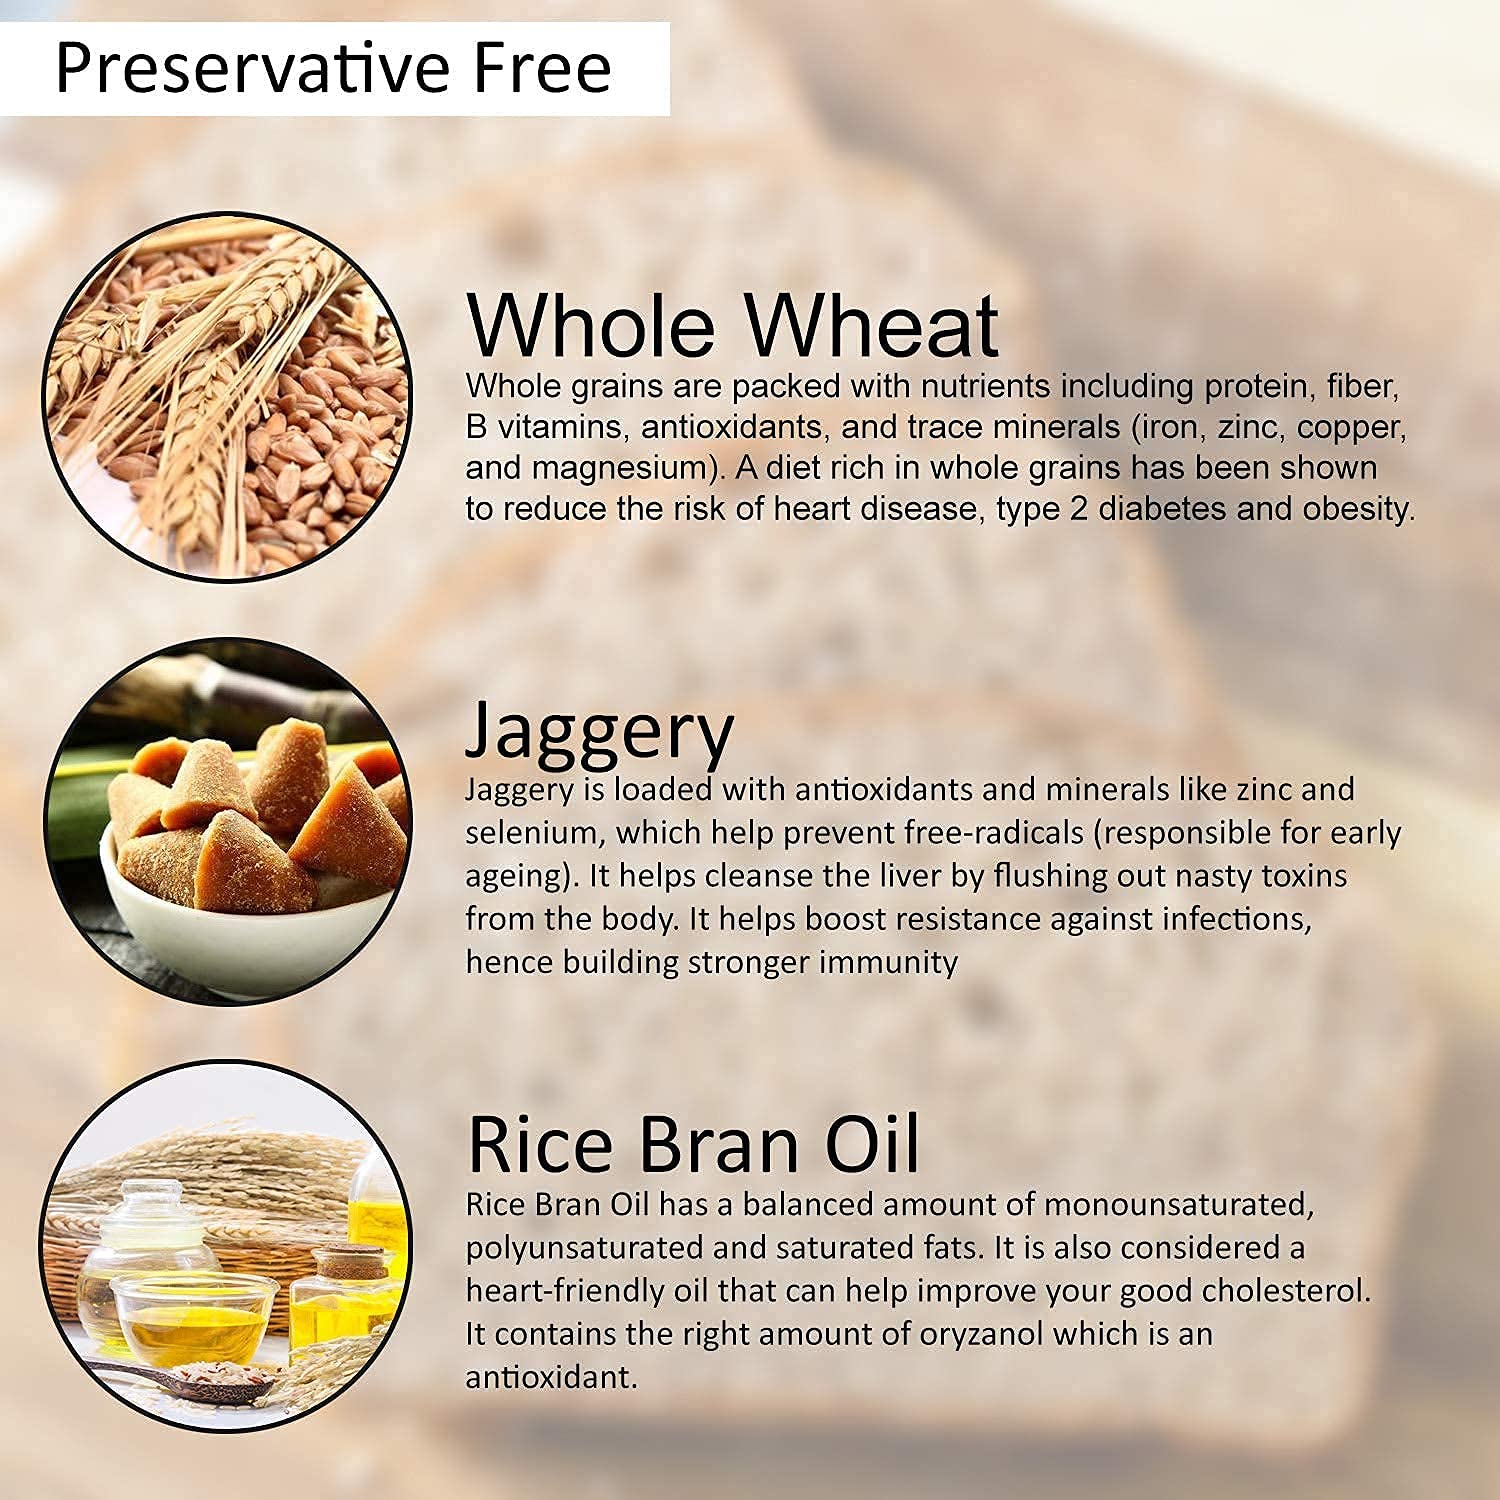 Preservative Free
Whole Wheat
Whole grains are packed with nutrients including protein, fiber,
B vitamins, antioxidants, and trace minerals (iron, zinc, copper,
and magnesium). A diet rich in whole grains has been shown
to reduce the risk of heart disease, type 2 diabetes and obesity.
Jaggery
Jaggery is loaded with antioxidants and minerals like zinc and
selenium, which help prevent free-radicals (responsible for early
ageing). It helps cleanse the liver by flushing out nasty toxins
from the body. It helps boost resistance against infections,
hence building stronger immunity
Rice Bran Oil
Rice Bran Oil has a balanced amount of monounsaturated,
polyunsaturated and saturated fats. It is also considered a
heart-friendly oil that can help improve your good cholesterol.
It contains the right amount of oryzanol which is an
antioxidant.